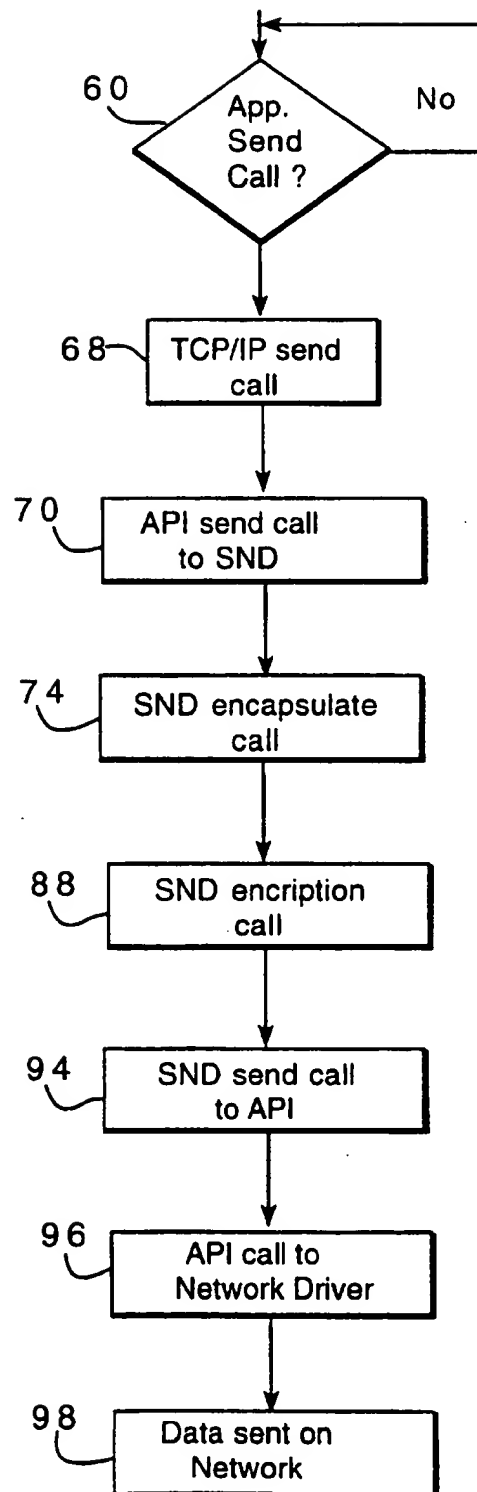 60
App.
Send
Call ?
No
68
TCP/IP send
call
70
API send call
to SND
74
SND encapsulate
call
88
SND encription
call
94
SND send call
to API
96
API call to
Network Driver
98
Data sent on
Network